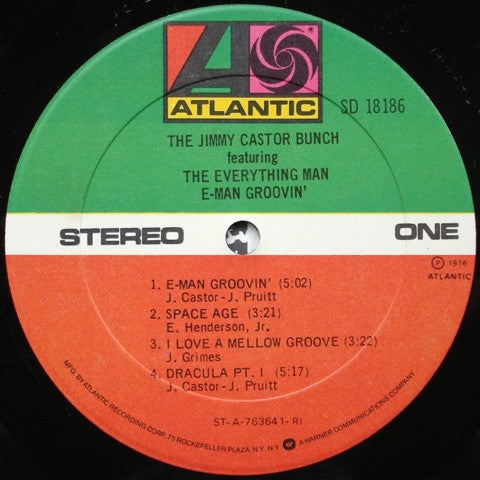 ATLANTIC
SD 18186
THE JIMMY CASTOR BUNCH
featuring
THE EVERYTHING MAN
E-MAN GROOVIN'
STEREO
ONE
℗ 1976
ATLANTIC
1. E-MAN GROOVIN' (5:02)
J. Castor-J. Pruitt
2. SPACE AGE (3:21)
E. Henderson, Jr.
3. I LOVE A MELLOW GROOVE (3:22)
J. Grimes
4. DRACULA PT. I (5:17)
J. Castor-J. Pruitt
ST-A-763641-RI
MFG. BY ATLANTIC RECORDING CORP. 75 ROCKEFELLER PLAZA, N.Y. N.Y. A WARNER COMMUNICATIONS COMPANY